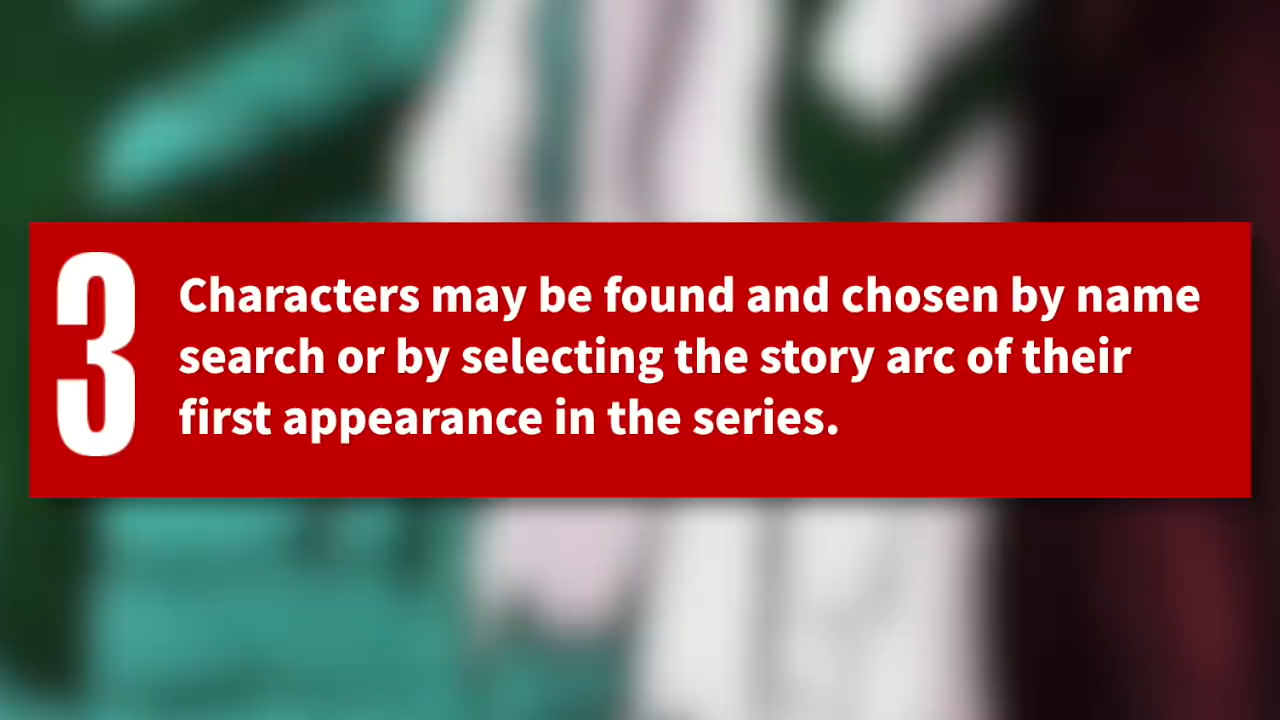 3
Characters may be found and chosen by name
search or by selecting the story arc of their
first appearance in the series.